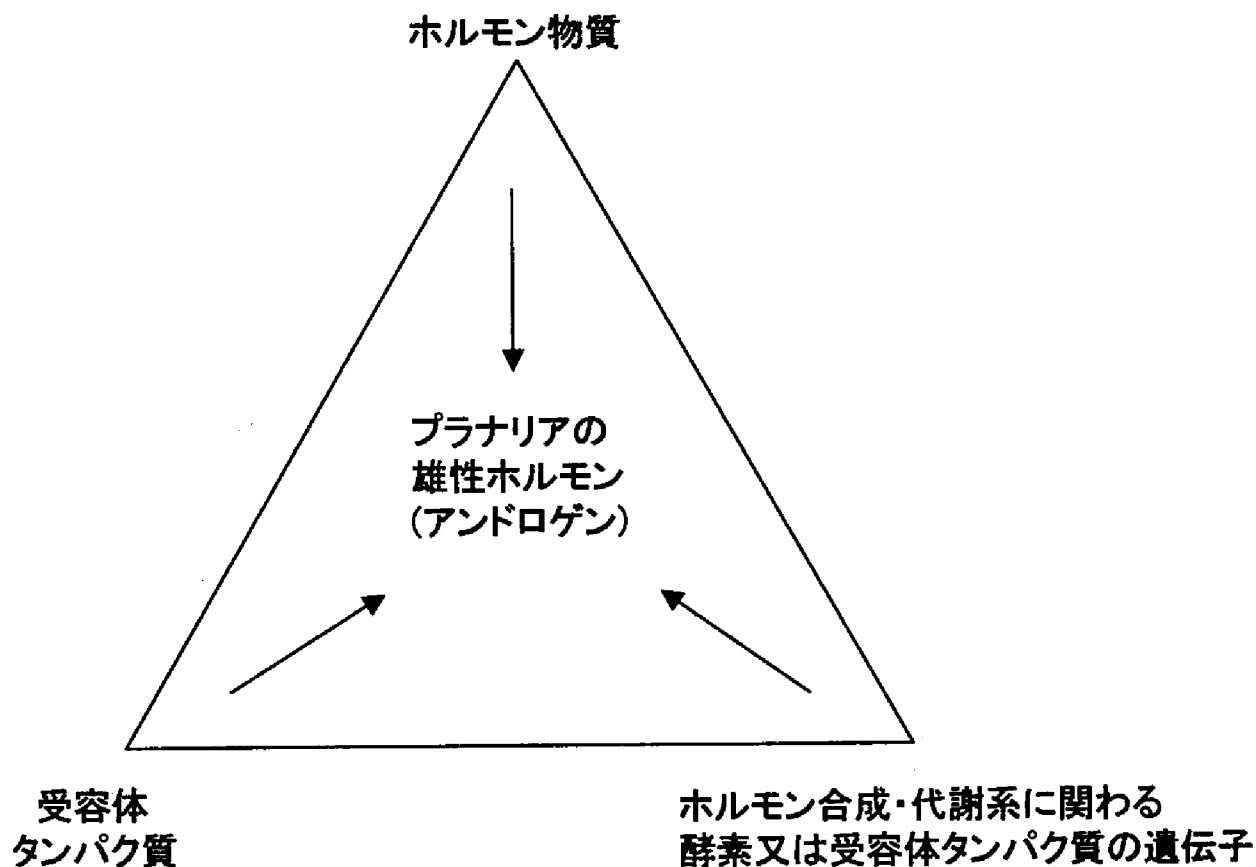 ホルモン物質
プラナリアの
雄性ホルモン
(アンドロゲン)
受容体
タンパク質
ホルモン合成・代謝系に関わる
酵素又は受容体タンパク質の遺伝子